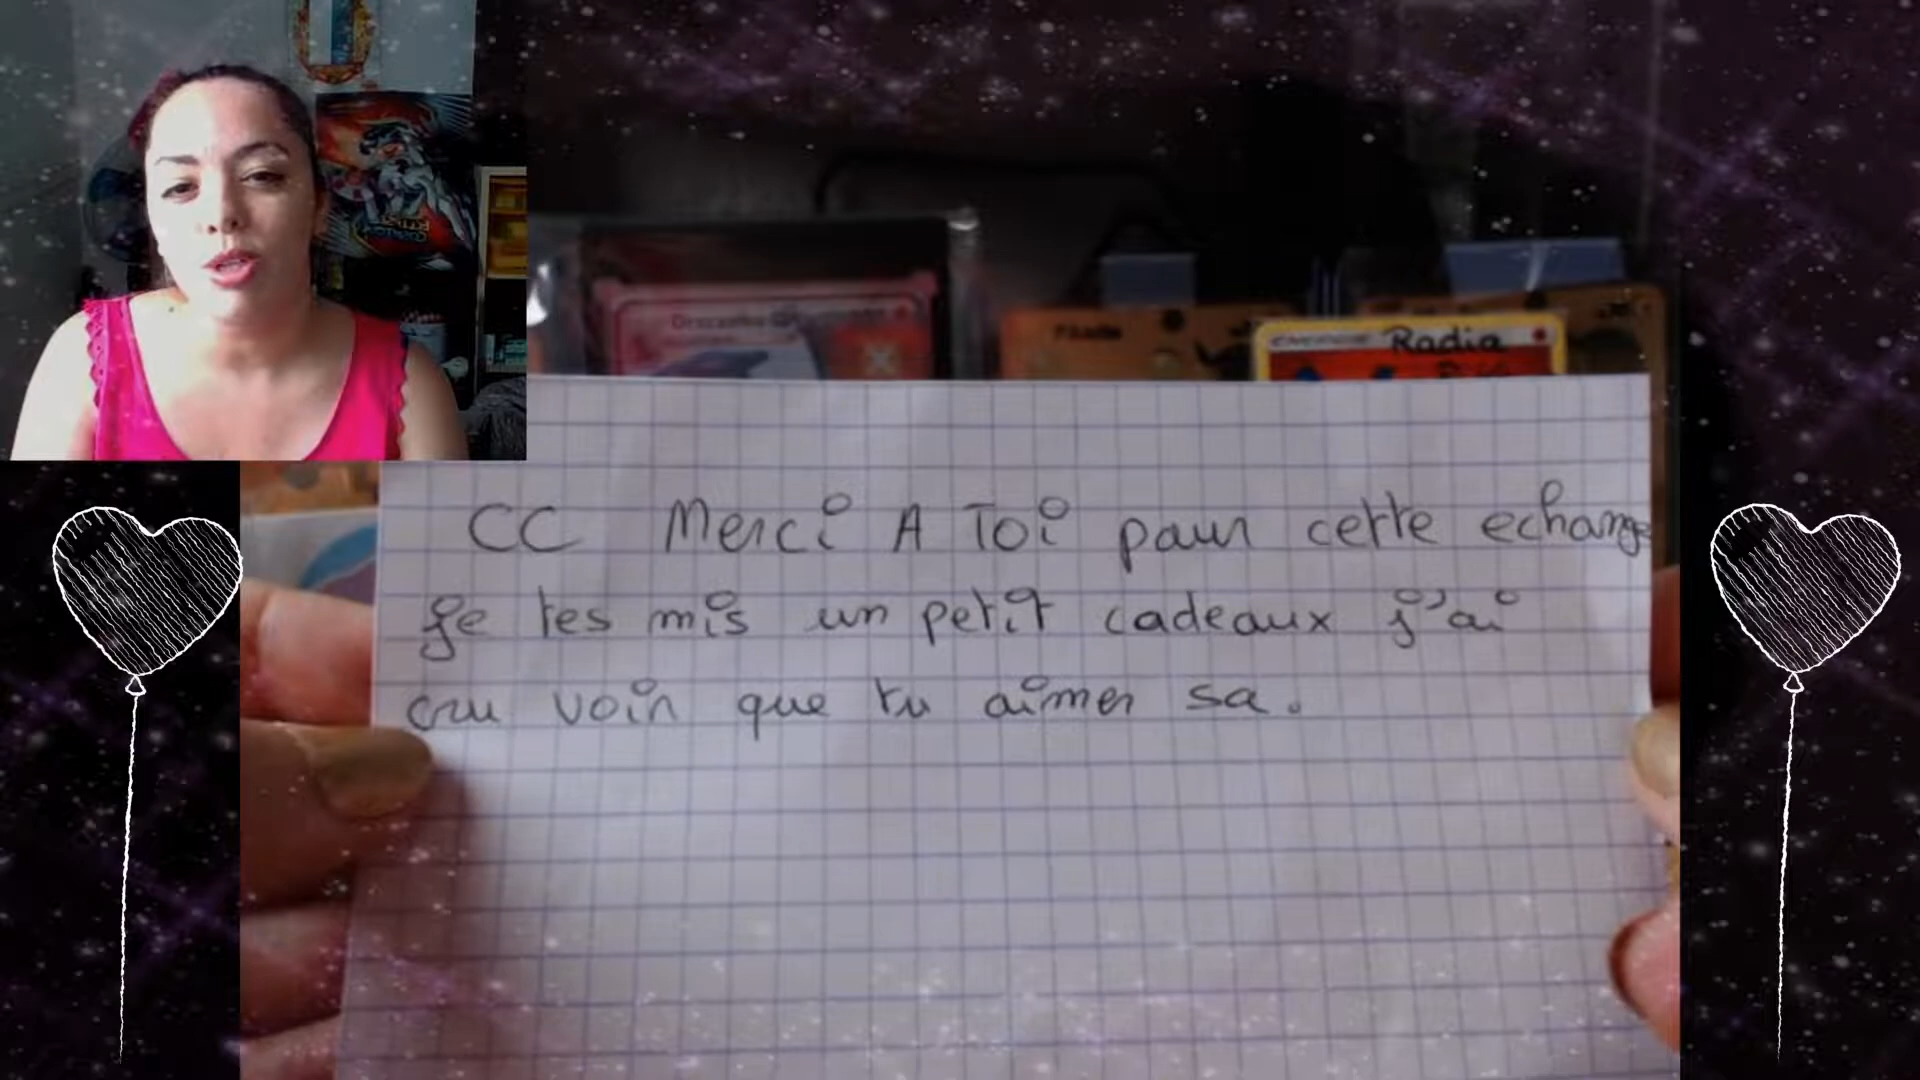 Radia
CC Merci A Toi pour cette echange
je tes mis un petit cadeaux j'ai
cru voir que tu aimer sa.